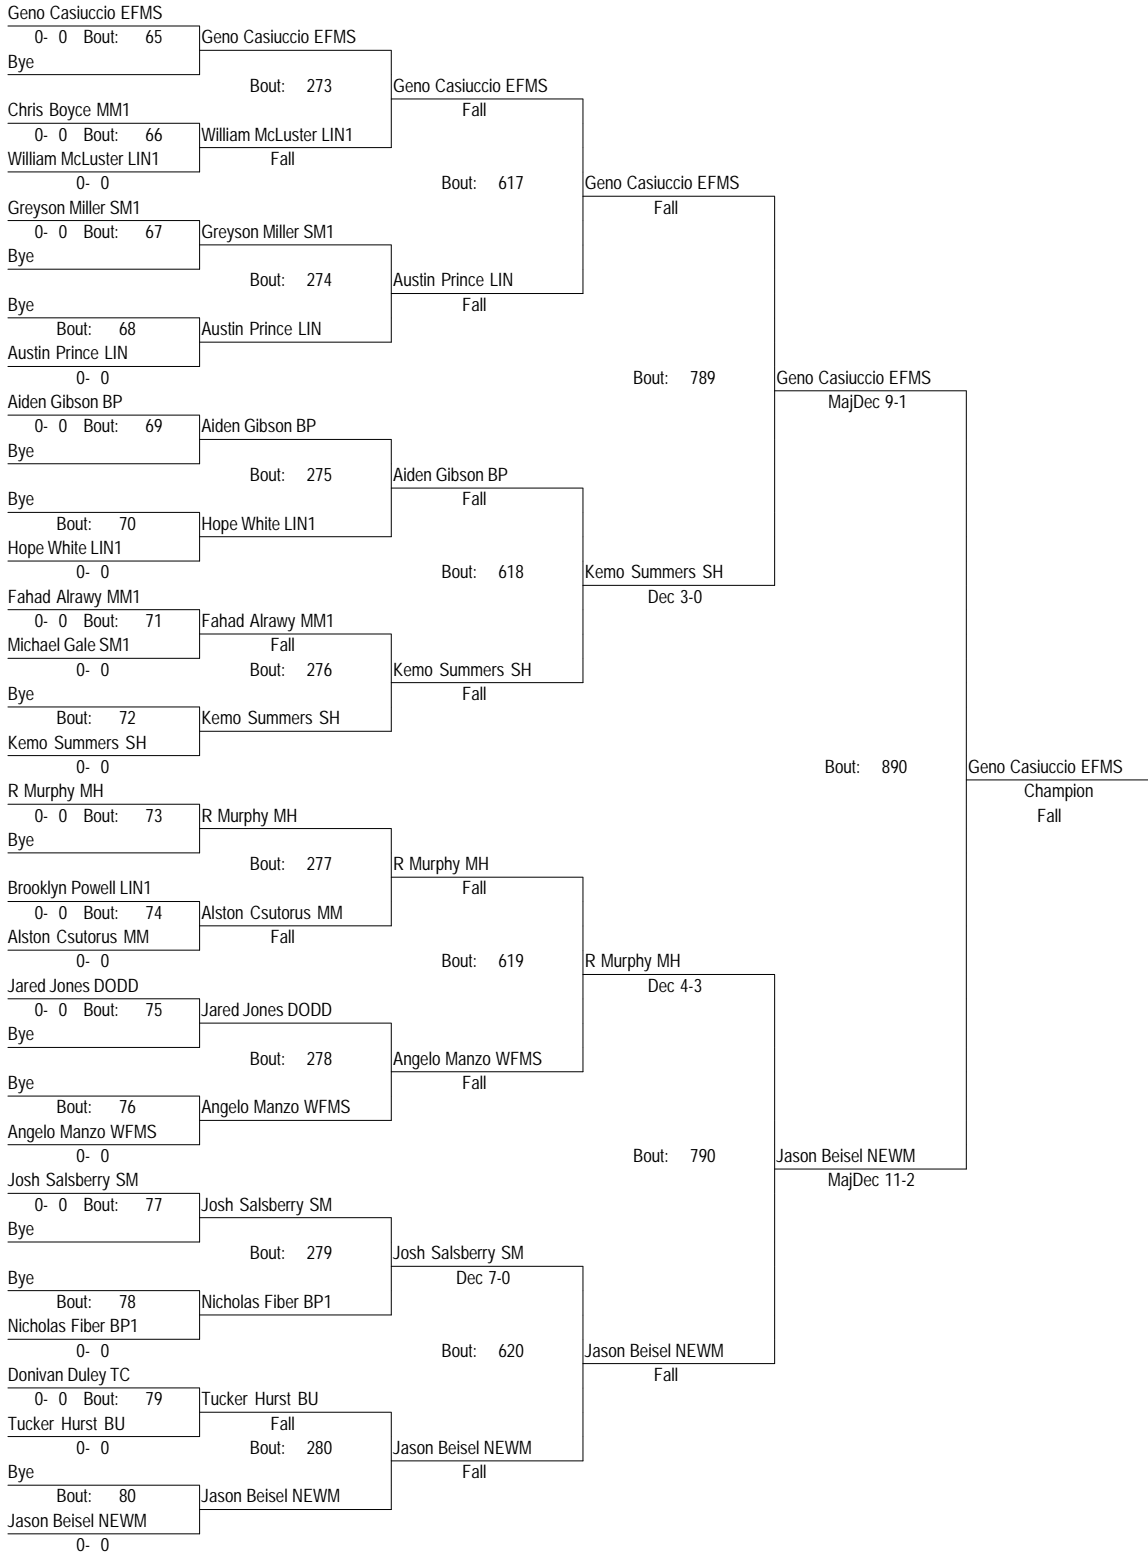 Geno Casiuccio EFMS
0- 0 Bout: 65 Geno Casiuccio EFMS
Bye
Bout: 273 Geno Casiuccio EFMS
Chris Boyce MM1 Fall
0- 0 Bout: 66 William McLuster LIN1
William McLuster LIN1 Fall
0- 0 Bout: 617 Geno Casiuccio EFMS
Greyson Miller SM1 Fall
0- 0 Bout: 67 Greyson Miller SM1
Bye
Bout: 274 Austin Prince LIN
Bye Fall
Bout: 68 Austin Prince LIN
Austin Prince LIN
0- 0 Bout: 789 Geno Casiuccio EFMS
Aiden Gibson BP MajDec 9-1
0- 0 Bout: 69 Aiden Gibson BP
Bye
Bout: 275 Aiden Gibson BP
Bye Fall
Bout: 70 Hope White LIN1
Hope White LIN1
0- 0 Bout: 618 Kemo Summers SH
Fahad Alrawy MM1 Dec 3-0
0- 0 Bout: 71 Fahad Alrawy MM1
Michael Gale SM1 Fall
0- 0 Bout: 276 Kemo Summers SH
Bye Fall
Bout: 72 Kemo Summers SH
Kemo Summers SH
0- 0 Bout: 890 Geno Casiuccio EFMS
R Murphy MH Champion
0- 0 Bout: 73 R Murphy MH Fall
Bye
Bout: 277 R Murphy MH
Brooklyn Powell LIN1 Fall
0- 0 Bout: 74 Alston Csutorus MM
Alston Csutorus MM Fall
0- 0 Bout: 619 R Murphy MH
Jared Jones DODD Dec 4-3
0- 0 Bout: 75 Jared Jones DODD
Bye
Bout: 278 Angelo Manzo WFMS
Bye Fall
Bout: 76 Angelo Manzo WFMS
Angelo Manzo WFMS
0- 0 Bout: 790 Jason Beisel NEWM
Josh Salsberry SM MajDec 11-2
0- 0 Bout: 77 Josh Salsberry SM
Bye
Bout: 279 Josh Salsberry SM
Bye Dec 7-0
Bout: 78 Nicholas Fiber BP1
Nicholas Fiber BP1
0- 0 Bout: 620 Jason Beisel NEWM
Donivan Duley TC Fall
0- 0 Bout: 79 Tucker Hurst BU
Tucker Hurst BU Fall
0- 0 Bout: 280 Jason Beisel NEWM
Bye Fall
Bout: 80 Jason Beisel NEWM
Jason Beisel NEWM
0- 0